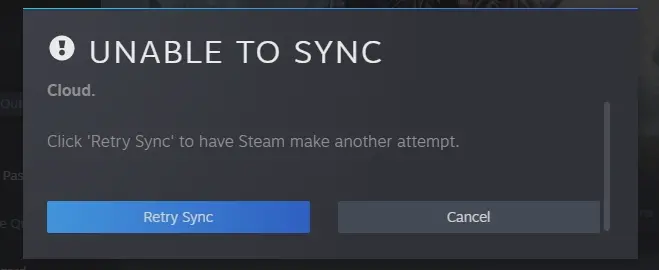 UNABLE TO SYNC
Cloud.
Click 'Retry Sync' to have Steam make another attempt.
Retry Sync Cancel